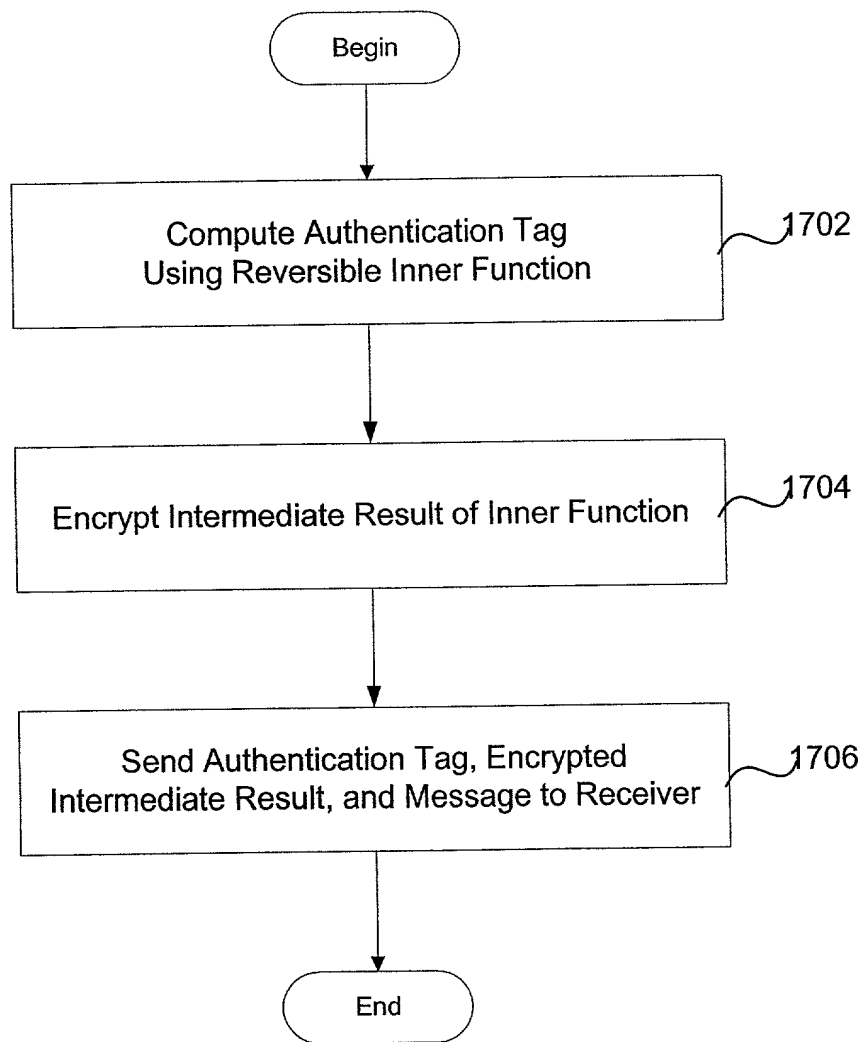 Begin
Compute Authentication Tag
Using Reversible Inner Function
1702
Encrypt Intermediate Result of Inner Function
1704
Send Authentication Tag, Encrypted
Intermediate Result, and Message to Receiver
1706
End